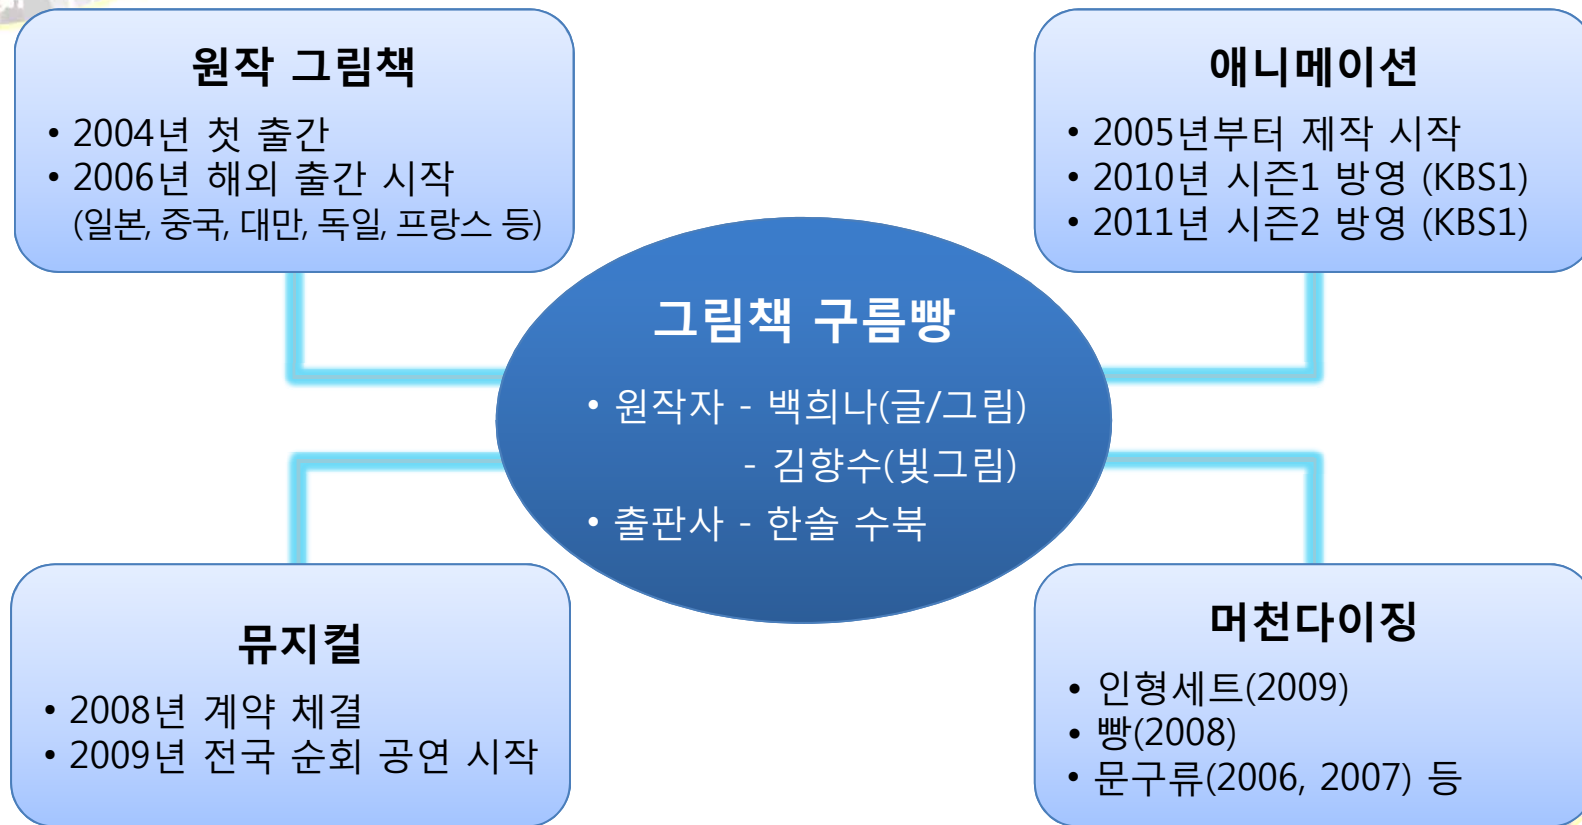 원작 그림책
• 2004년 첫 출간
• 2006년 해외 출간 시작
(일본, 중국, 대만, 독일, 프랑스 등)
애니메이션
• 2005년부터 제작 시작
• 2010년 시즌1 방영 (KBS1)
• 2011년 시즌2 방영 (KBS1)
그림책 구름빵
• 원작자 - 백희나(글/그림)
- 김향수(빛그림)
• 출판사 - 한솔 수북
뮤지컬
• 2008년 계약 체결
• 2009년 전국 순회 공연 시작
머천다이징
• 인형세트(2009)
• 빵(2008)
• 문구류(2006, 2007) 등